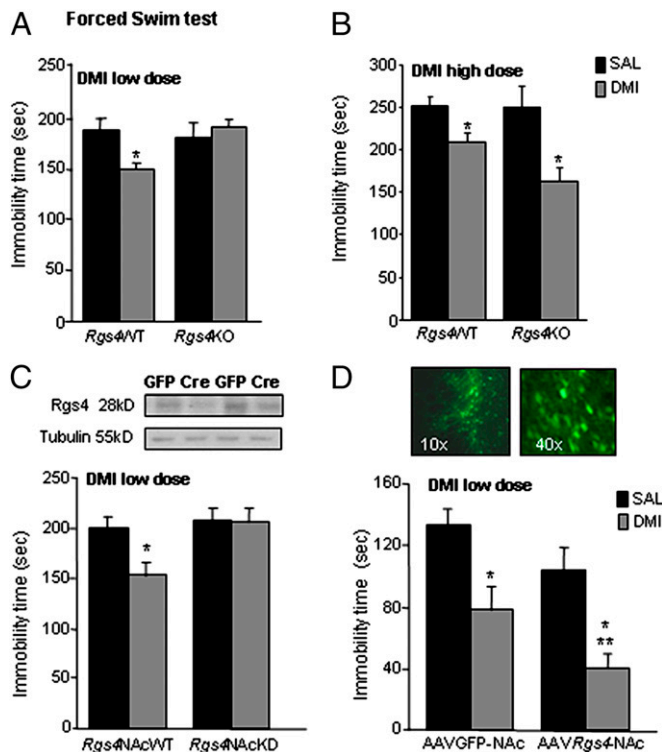 A
Forced Swim test
DMI low dose
Immobility time (sec)
250
200
150
100
50
0
*
Rgs4WT
Rgs4KO
B
DMI high dose
SAL
DMI
Immobility time (sec)
300
250
200
150
100
50
0
*
*
Rgs4WT
Rgs4KO
C
GFP Cre GFP Cre
Rgs4 28kD
Tubulin 55kD
DMI low dose
Immobility time (sec)
250
200
150
100
50
0
*
Rgs4NAcWT
Rgs4NAcKD
D
10x
40x
DMI low dose
SAL
DMI
Immobility time (sec)
160
120
80
40
0
*
*
**
AAVGFP-NAc
AAVRgs4-NAc